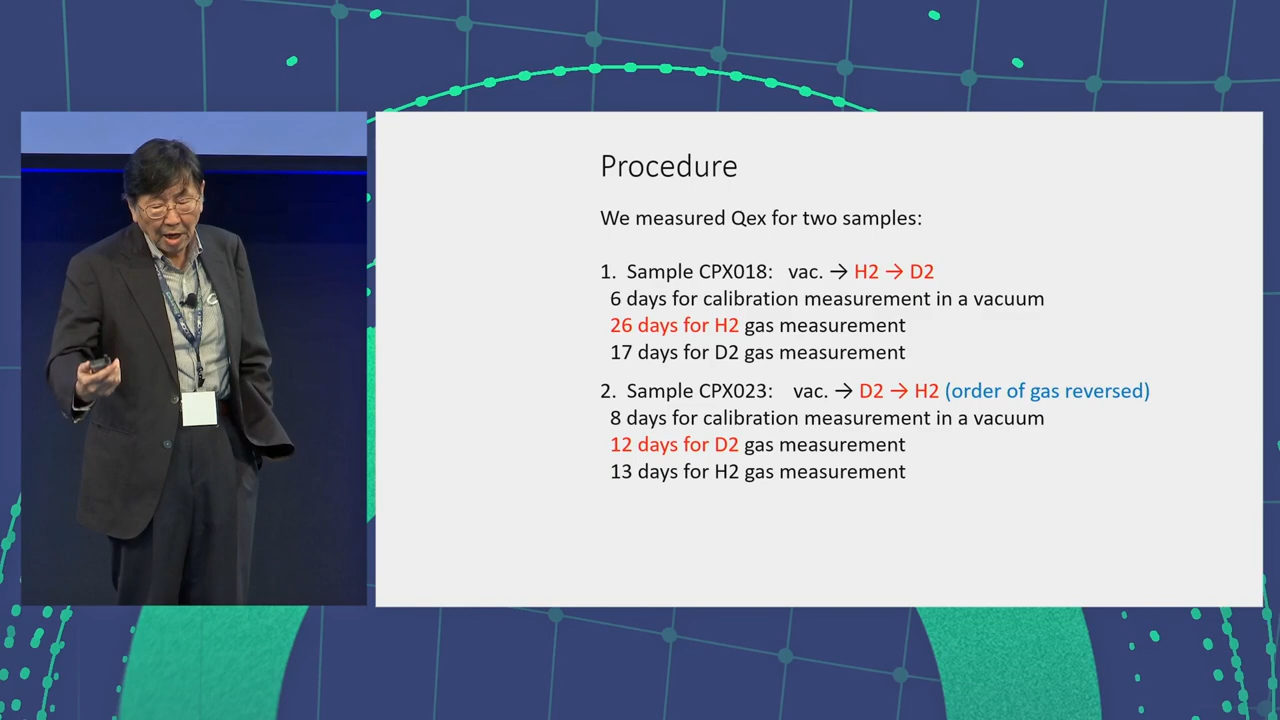 Procedure
We measured Qex for two samples:
1. Sample CPX018: vac. → H2 → D2
6 days for calibration measurement in a vacuum
26 days for H2 gas measurement
17 days for D2 gas measurement
2. Sample CPX023: vac. → D2 → H2 (order of gas reversed)
8 days for calibration measurement in a vacuum
12 days for D2 gas measurement
13 days for H2 gas measurement